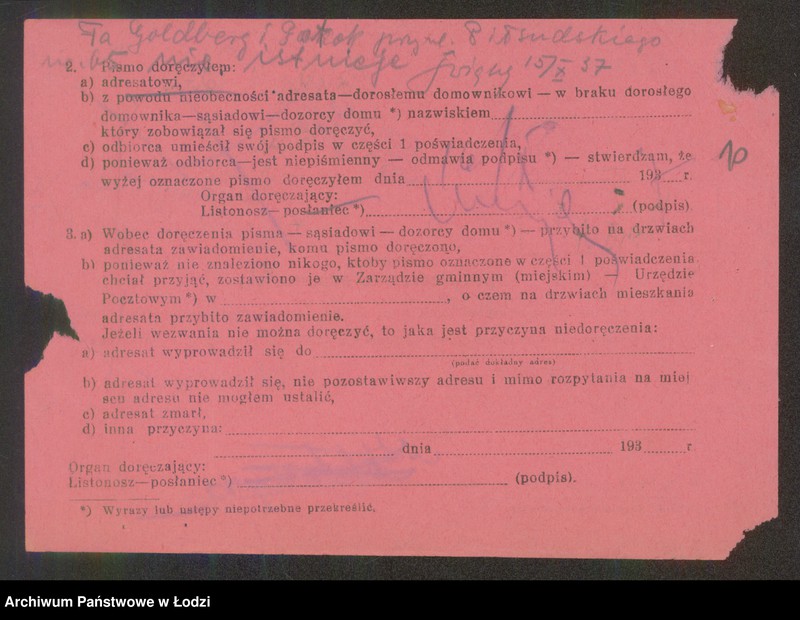 Fa Goldberg i przy ul. Piłsudskiego
nr. 65 nie istnieje 15/X 37
2. Pismo doręczyłem:
a) adresatowi,
b) z powodu nieobecności adresata—dorosłemu domownikowi — w braku dorosłego
domownika—sąsiadowi—dozorcy domu *) nazwiskiem
który zobowiązał się pismo doręczyć,
c) odbiorca umieścił swój podpis w części 1 poświadczenia,
d) ponieważ odbiorca—jest niepiśmienny — odmawia podpisu *) — stwierdzam, że
wyżej oznaczone pismo doręczyłem dnia 193 r.
Organ doręczający:
Listonosz—posłaniec *) (podpis).
3. a) Wobec doręczenia pisma — sąsiadowi — dozorcy domu *) — przybito na drzwiach
adresata zawiadomienie, komu pismo doręczono,
b) ponieważ nie znaleziono nikogo, ktoby pismo oznaczone w części 1 poświadczenia
chciał przyjąć, zostawiono je w Zarządzie gminnym (miejskim) — Urzędzie
Pocztowym *) w , o czem na drzwiach mieszkania
adresata przybito zawiadomienie.
Jeżeli wezwania nie można doręczyć, to jaka jest przyczyna niedoręczenia:
a) adresat wyprowadził się do
(podać dokładny adres)
b) adresat wyprowadził się, nie pozostawiwszy adresu i mimo rozpytania na miej
scu adresu nie mogłem ustalić,
c) adresat zmarł,
d) inna przyczyna:
dnia 193 r
Organ doręczający:
Listonosz—posłaniec *) (podpis).
*) Wyrazy lub ustępy niepotrzebne przekreślić.
Archiwum Państwowe w Łodzi